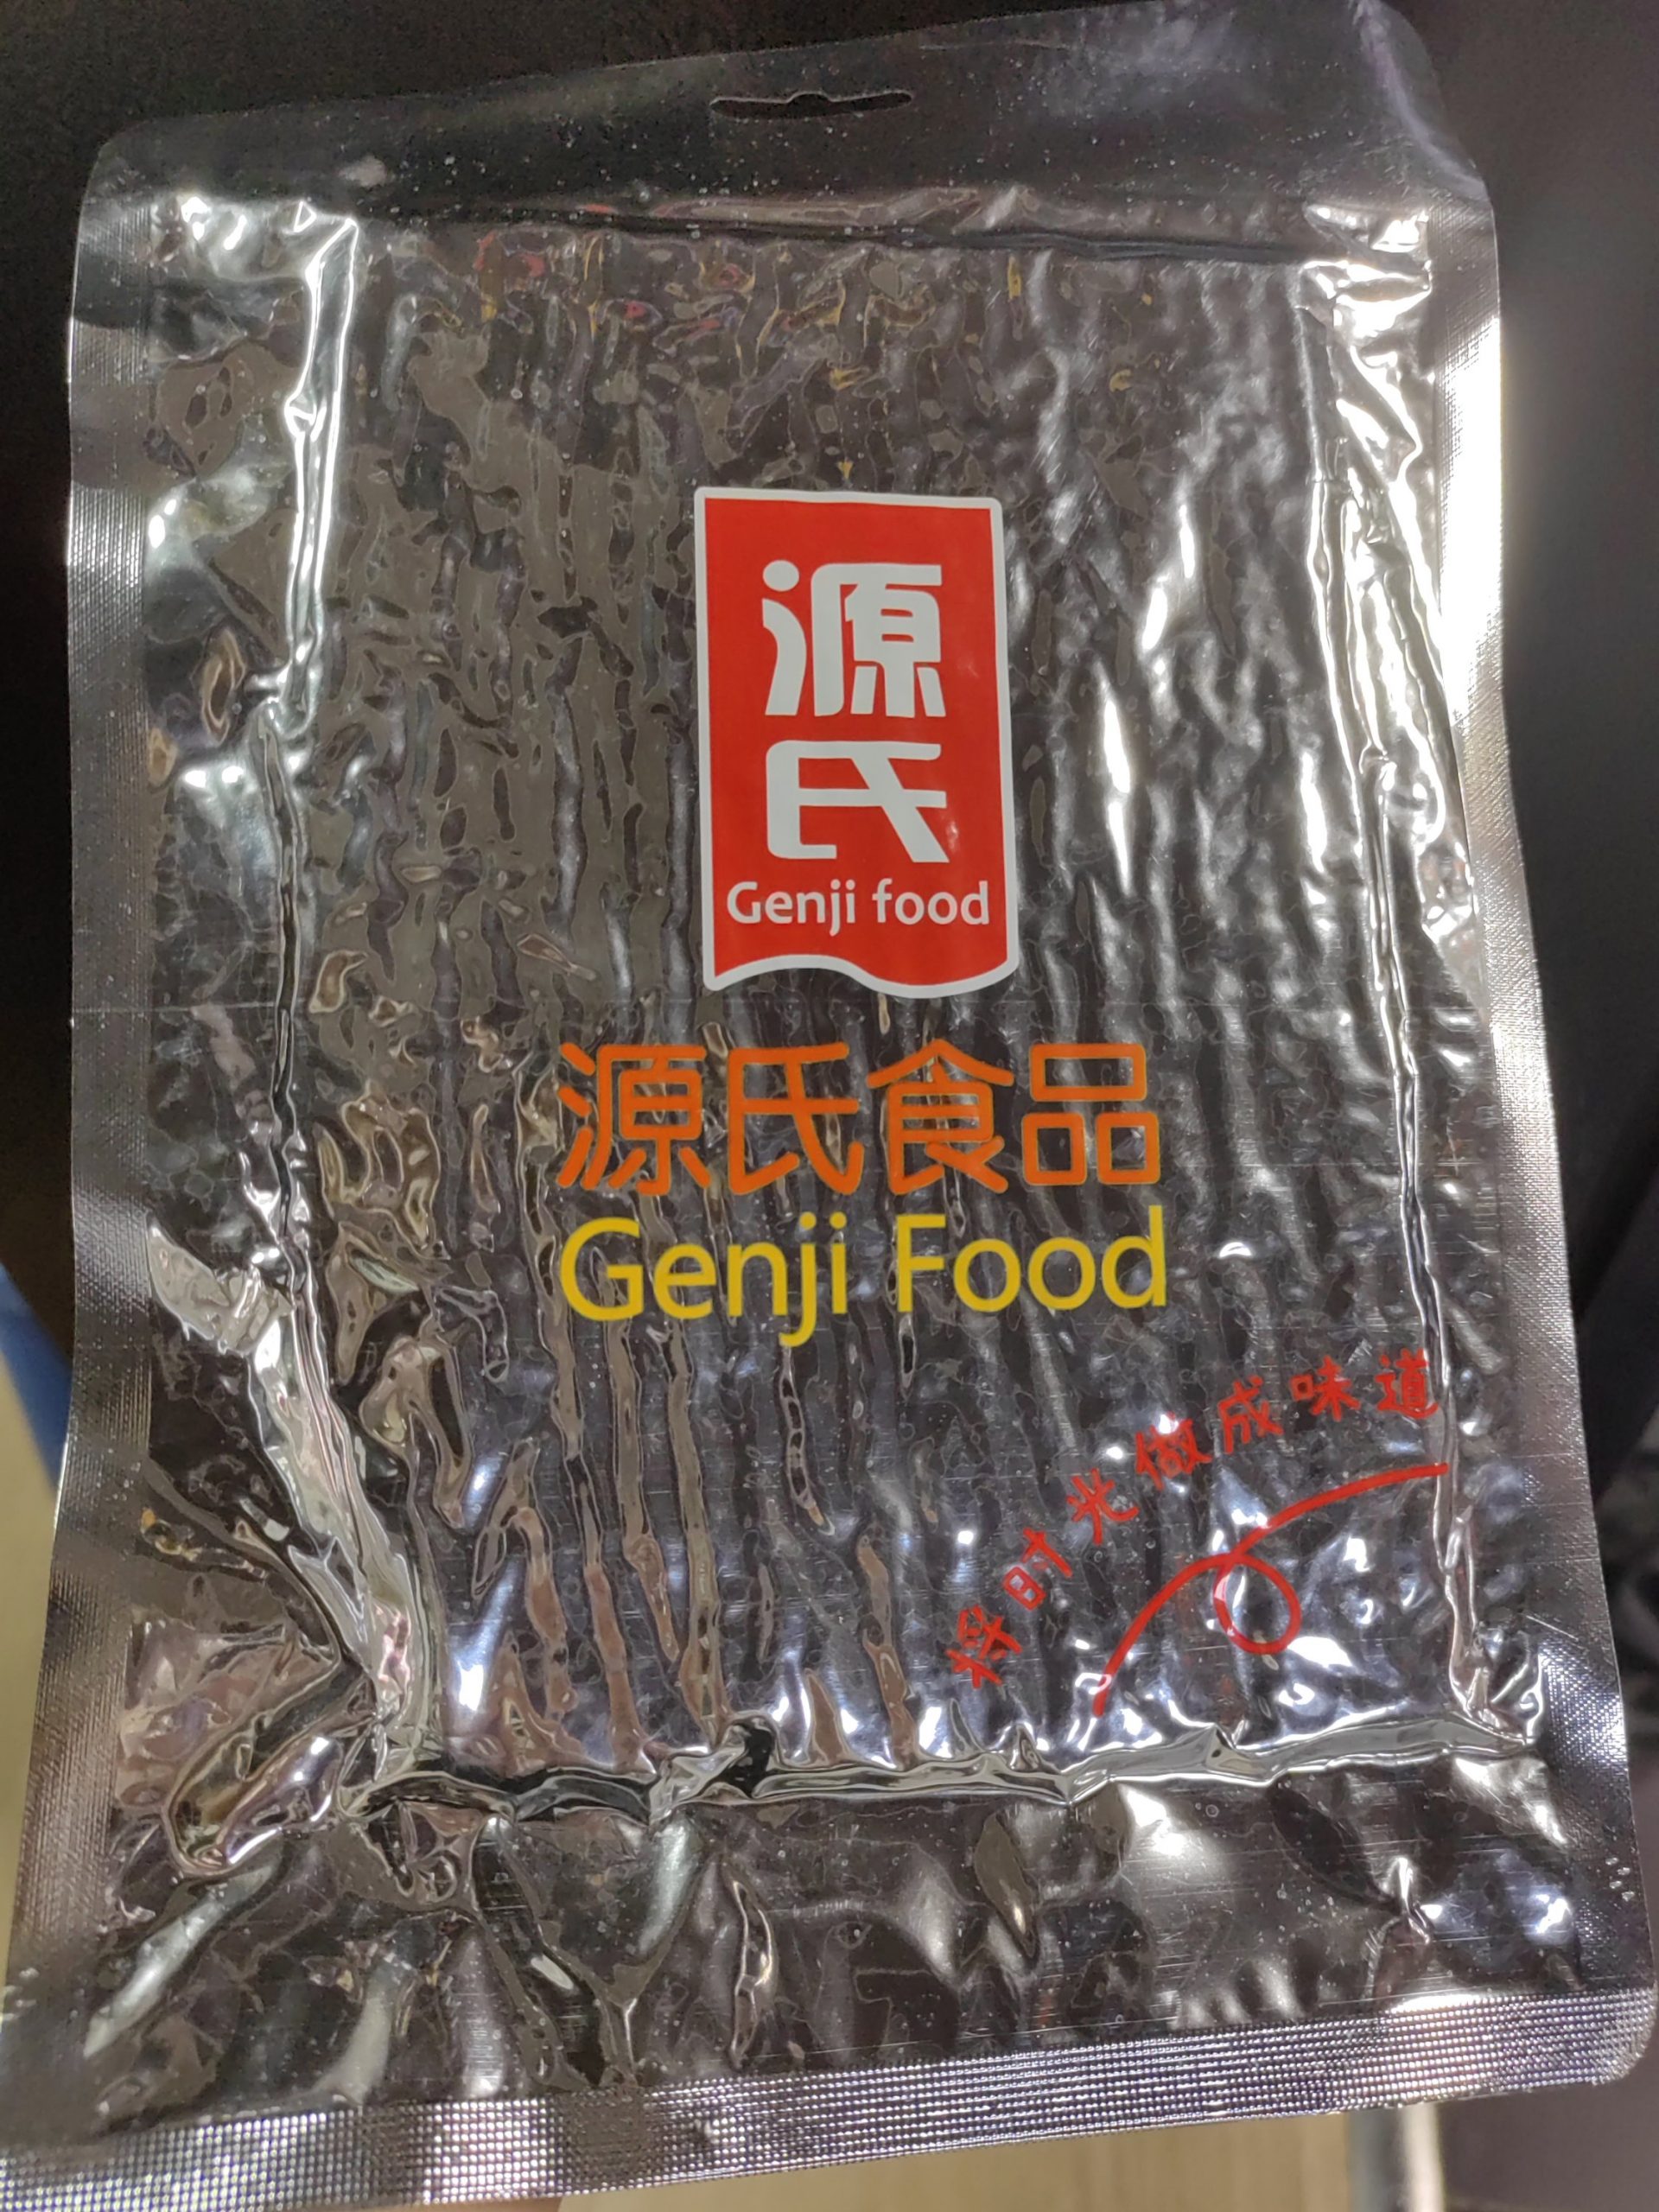 源
氏
Genji food
源氏食品
Genji Food
将时光做成味道